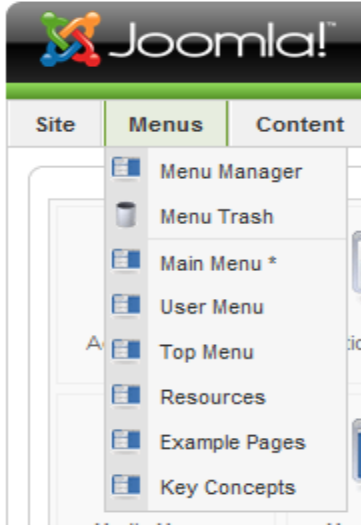 Joomla!™
Site Menus Content
Menu Manager
Menu Trash
Main Menu *
User Menu
Top Menu
Resources
Example Pages
Key Concepts